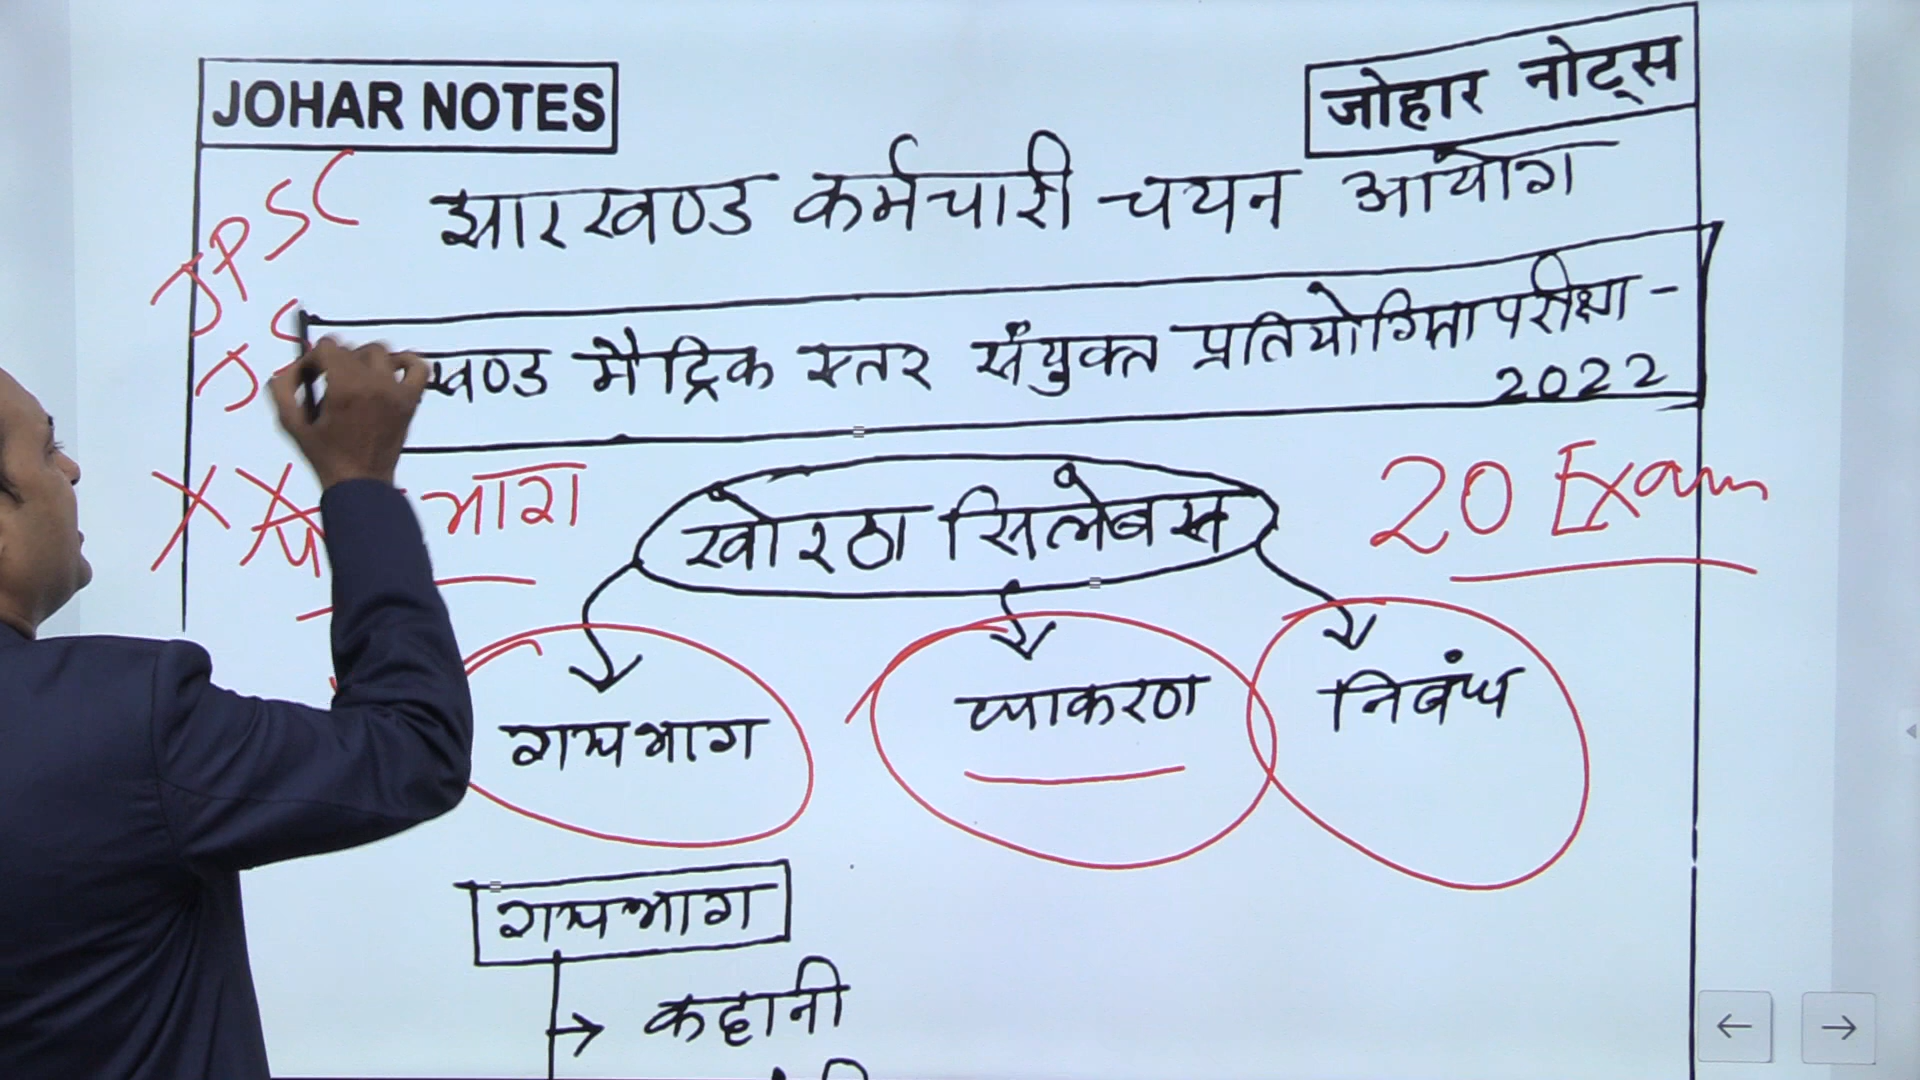 JOHAR NOTES
जोहार नोट्स
JPSC
झारखण्ड कर्मचारी चयन आयोग
खण्ड मैट्रिक स्तर संयुक्त प्रतियोगिता परीक्षा -
2022
भाग
खोरठा सिलेबस
20 Exam
गद्यभाग
व्याकरण
निबंध
गद्यभाग
→ कहानी